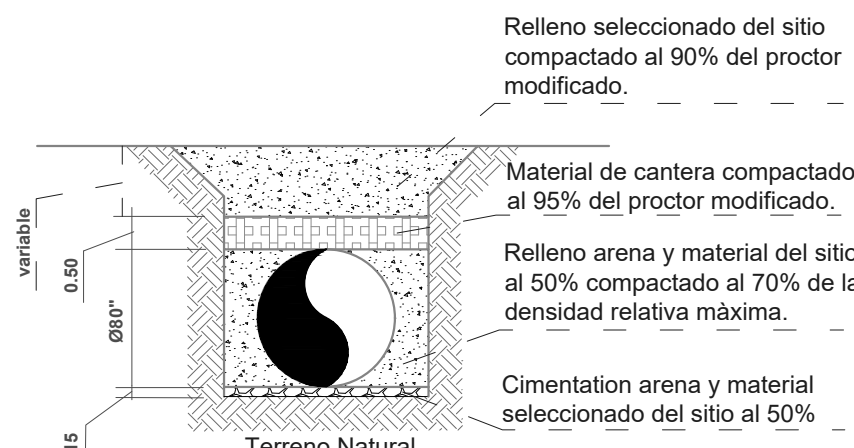 Relleno seleccionado del sitio
compactado al 90% del proctor
modificado.
Material de cantera compactado
al 95% del proctor modificado.
Relleno arena y material del sitio
al 50% compactado al 70% de la
densidad relativa màxima.
Cimentation arena y material
seleccionado del sitio al 50%
variable
0.50
Ø80"
15
Terreno Natural